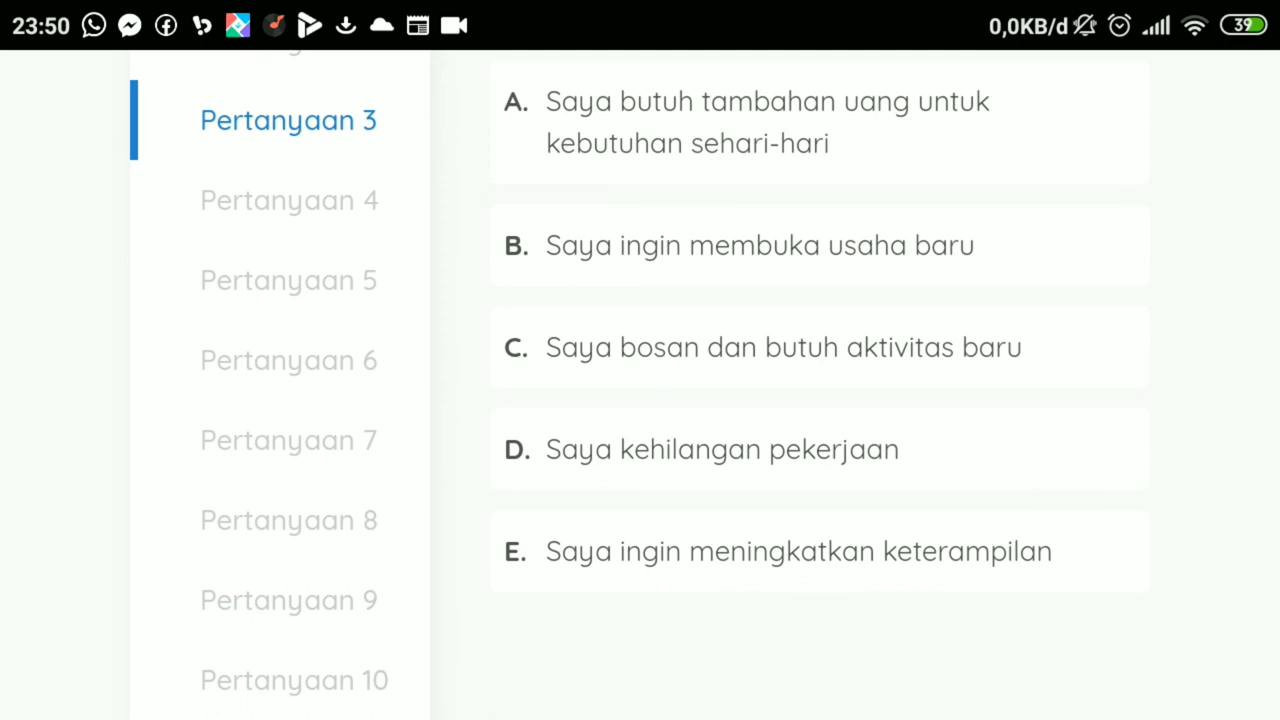 23:50
0,0KB/d
39
Pertanyaan 3
Pertanyaan 4
Pertanyaan 5
Pertanyaan 6
Pertanyaan 7
Pertanyaan 8
Pertanyaan 9
Pertanyaan 10
A. Saya butuh tambahan uang untuk
kebutuhan sehari-hari
B. Saya ingin membuka usaha baru
C. Saya bosan dan butuh aktivitas baru
D. Saya kehilangan pekerjaan
E. Saya ingin meningkatkan keterampilan